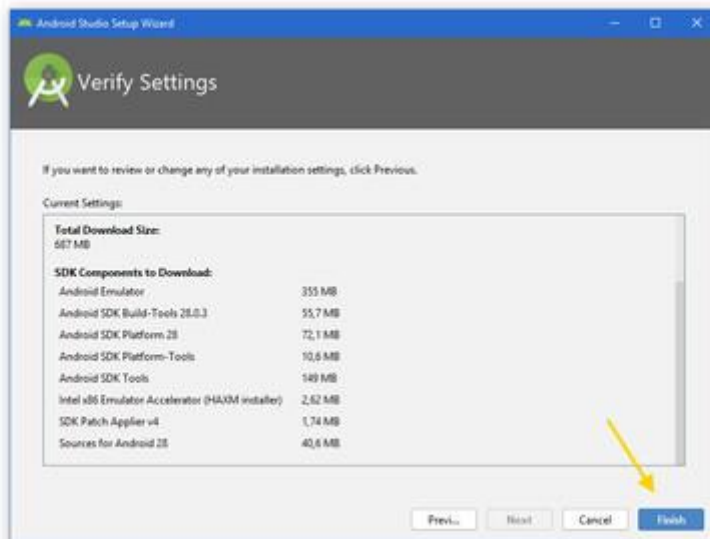 Android Studio Setup Wizard
Verify Settings
If you want to review or change any of your installation settings, click Previous.
Current Settings:
Total Download Size:
687 MB
SDK Components to Download:
Android Emulator 355 MB
Android SDK Build-Tools 28.0.3 55,7 MB
Android SDK Platform 28 72,1 MB
Android SDK Platform-Tools 10,6 MB
Android SDK Tools 149 MB
Intel x86 Emulator Accelerator (HAXM installer) 2,62 MB
SDK Patch Applier v4 1,74 MB
Sources for Android 28 40,6 MB
Previ... Next Cancel Finish